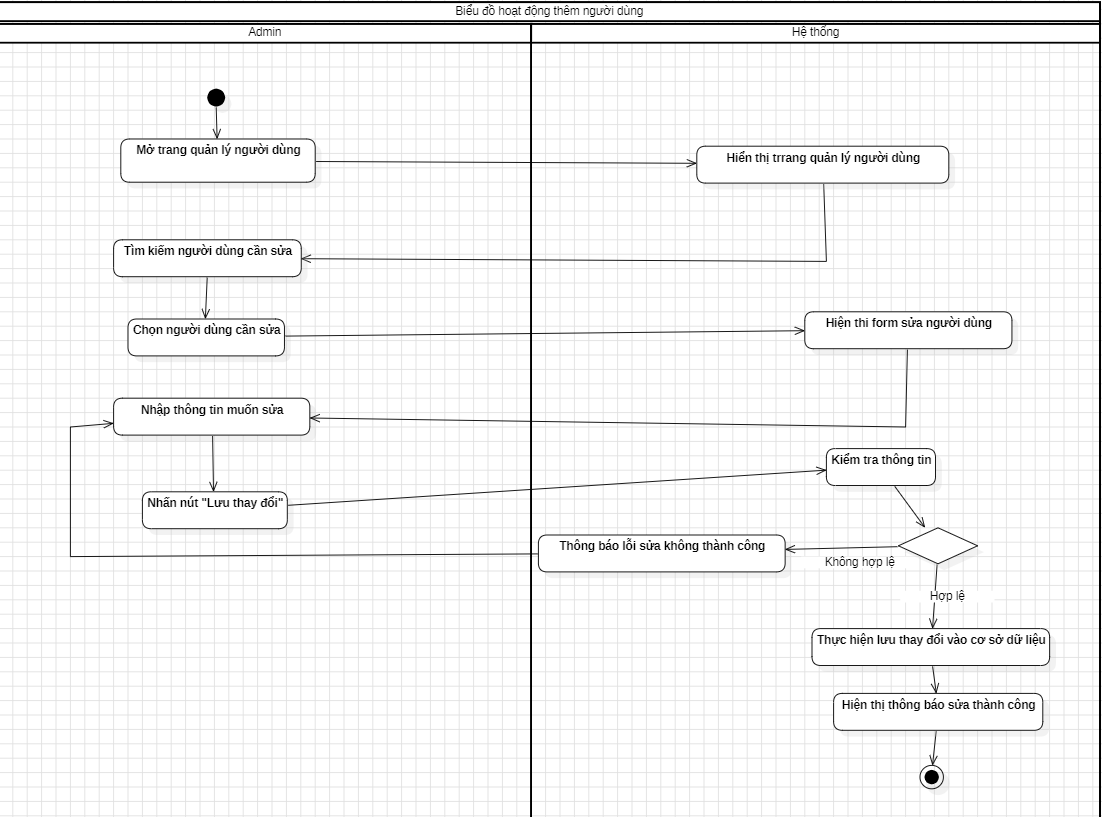 Biểu đồ hoạt động thêm người dùng
Admin
Hệ thống
Mở trang quản lý người dùng
Hiển thị trrang quản lý người dùng
Tìm kiếm người dùng cần sửa
Chọn người dùng cần sửa
Hiện thi form sửa người dùng
Nhập thông tin muốn sửa
Nhấn nút "Lưu thay đổi"
Kiểm tra thông tin
Thông báo lỗi sửa không thành công
Không hợp lệ
Hợp lệ
Thực hiện lưu thay đổi vào cơ sở dữ liệu
Hiện thị thông báo sửa thành công